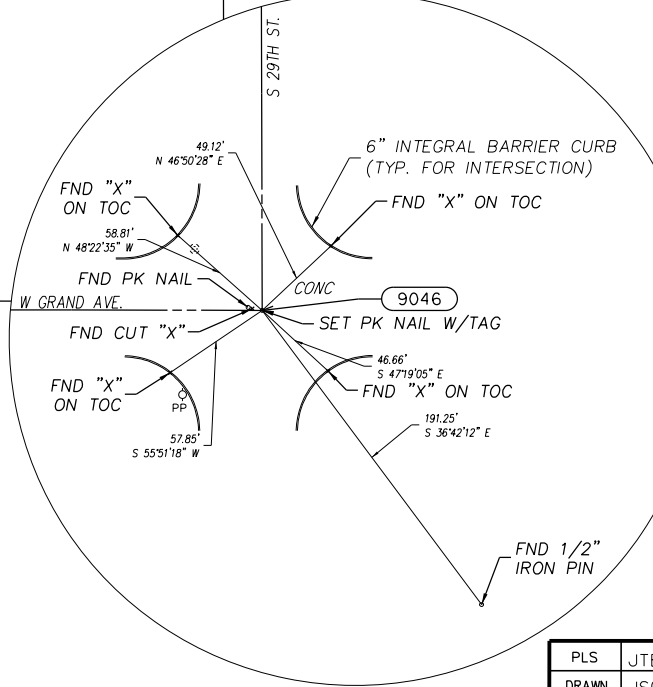 S 29TH ST.
49.12'
N 46°50'28" E
6" INTEGRAL BARRIER CURB
(TYP. FOR INTERSECTION)
FND "X"
ON TOC
FND "X" ON TOC
58.81'
N 48°22'35" W
FND PK NAIL
CONC
9046
W GRAND AVE.
SET PK NAIL W/TAG
FND CUT "X"
46.66'
S 47°19'05" E
FND "X"
ON TOC
FND "X" ON TOC
PP
191.25'
S 36°42'12" E
57.85'
S 55°51'18" W
FND 1/2"
IRON PIN
PLS
DRAWN